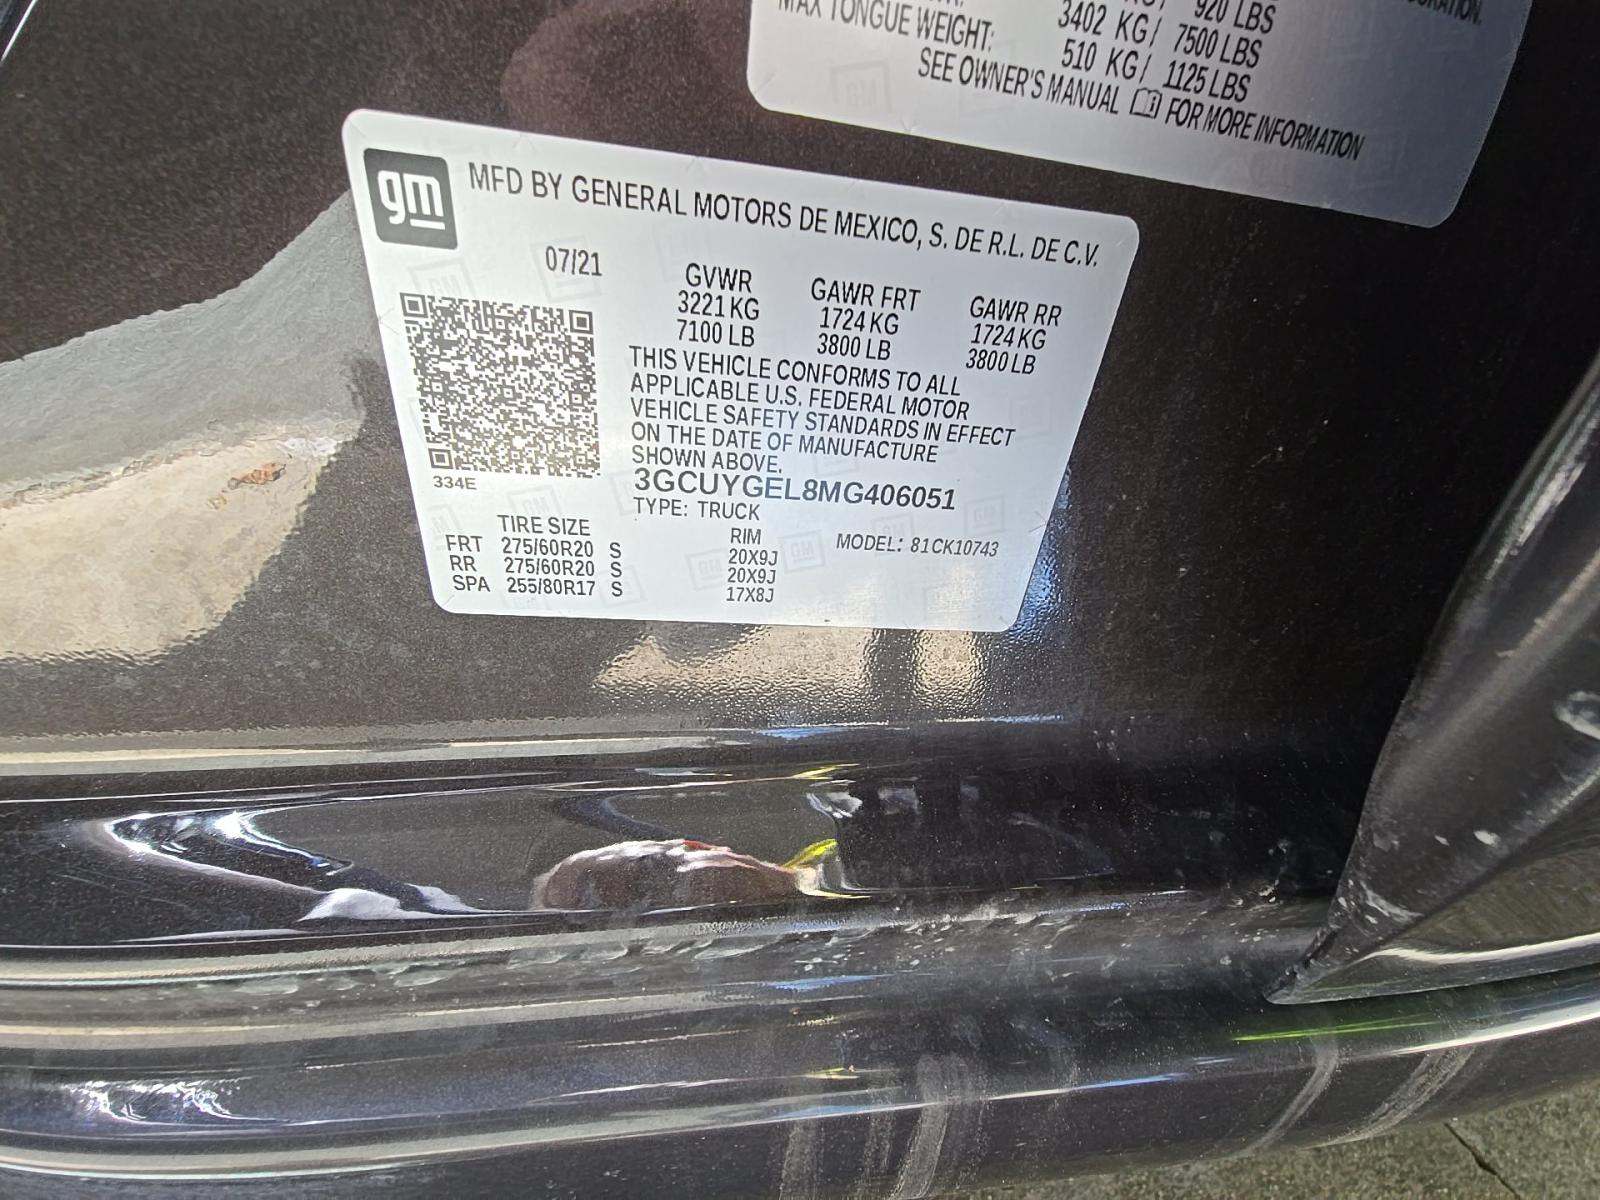 920 LBS
3402 KG/ 7500 LBS
MAX TONGUE WEIGHT: 510 KG/ 1125 LBS
SEE OWNER'S MANUAL FOR MORE INFORMATION
gm
MFD BY GENERAL MOTORS DE MEXICO, S. DE R.L. DE C.V.
07/21
GVWR GAWR FRT GAWR RR
3221 KG 1724 KG 1724 KG
7100 LB 3800 LB 3800 LB
THIS VEHICLE CONFORMS TO ALL
APPLICABLE U.S. FEDERAL MOTOR
VEHICLE SAFETY STANDARDS IN EFFECT
ON THE DATE OF MANUFACTURE
SHOWN ABOVE.
334E
3GCUYGEL8MG406051
TYPE: TRUCK
TIRE SIZE RIM MODEL: 81CK10743
FRT 275/60R20 S 20X9J
RR 275/60R20 S 20X9J
SPA 255/80R17 S 17X8J